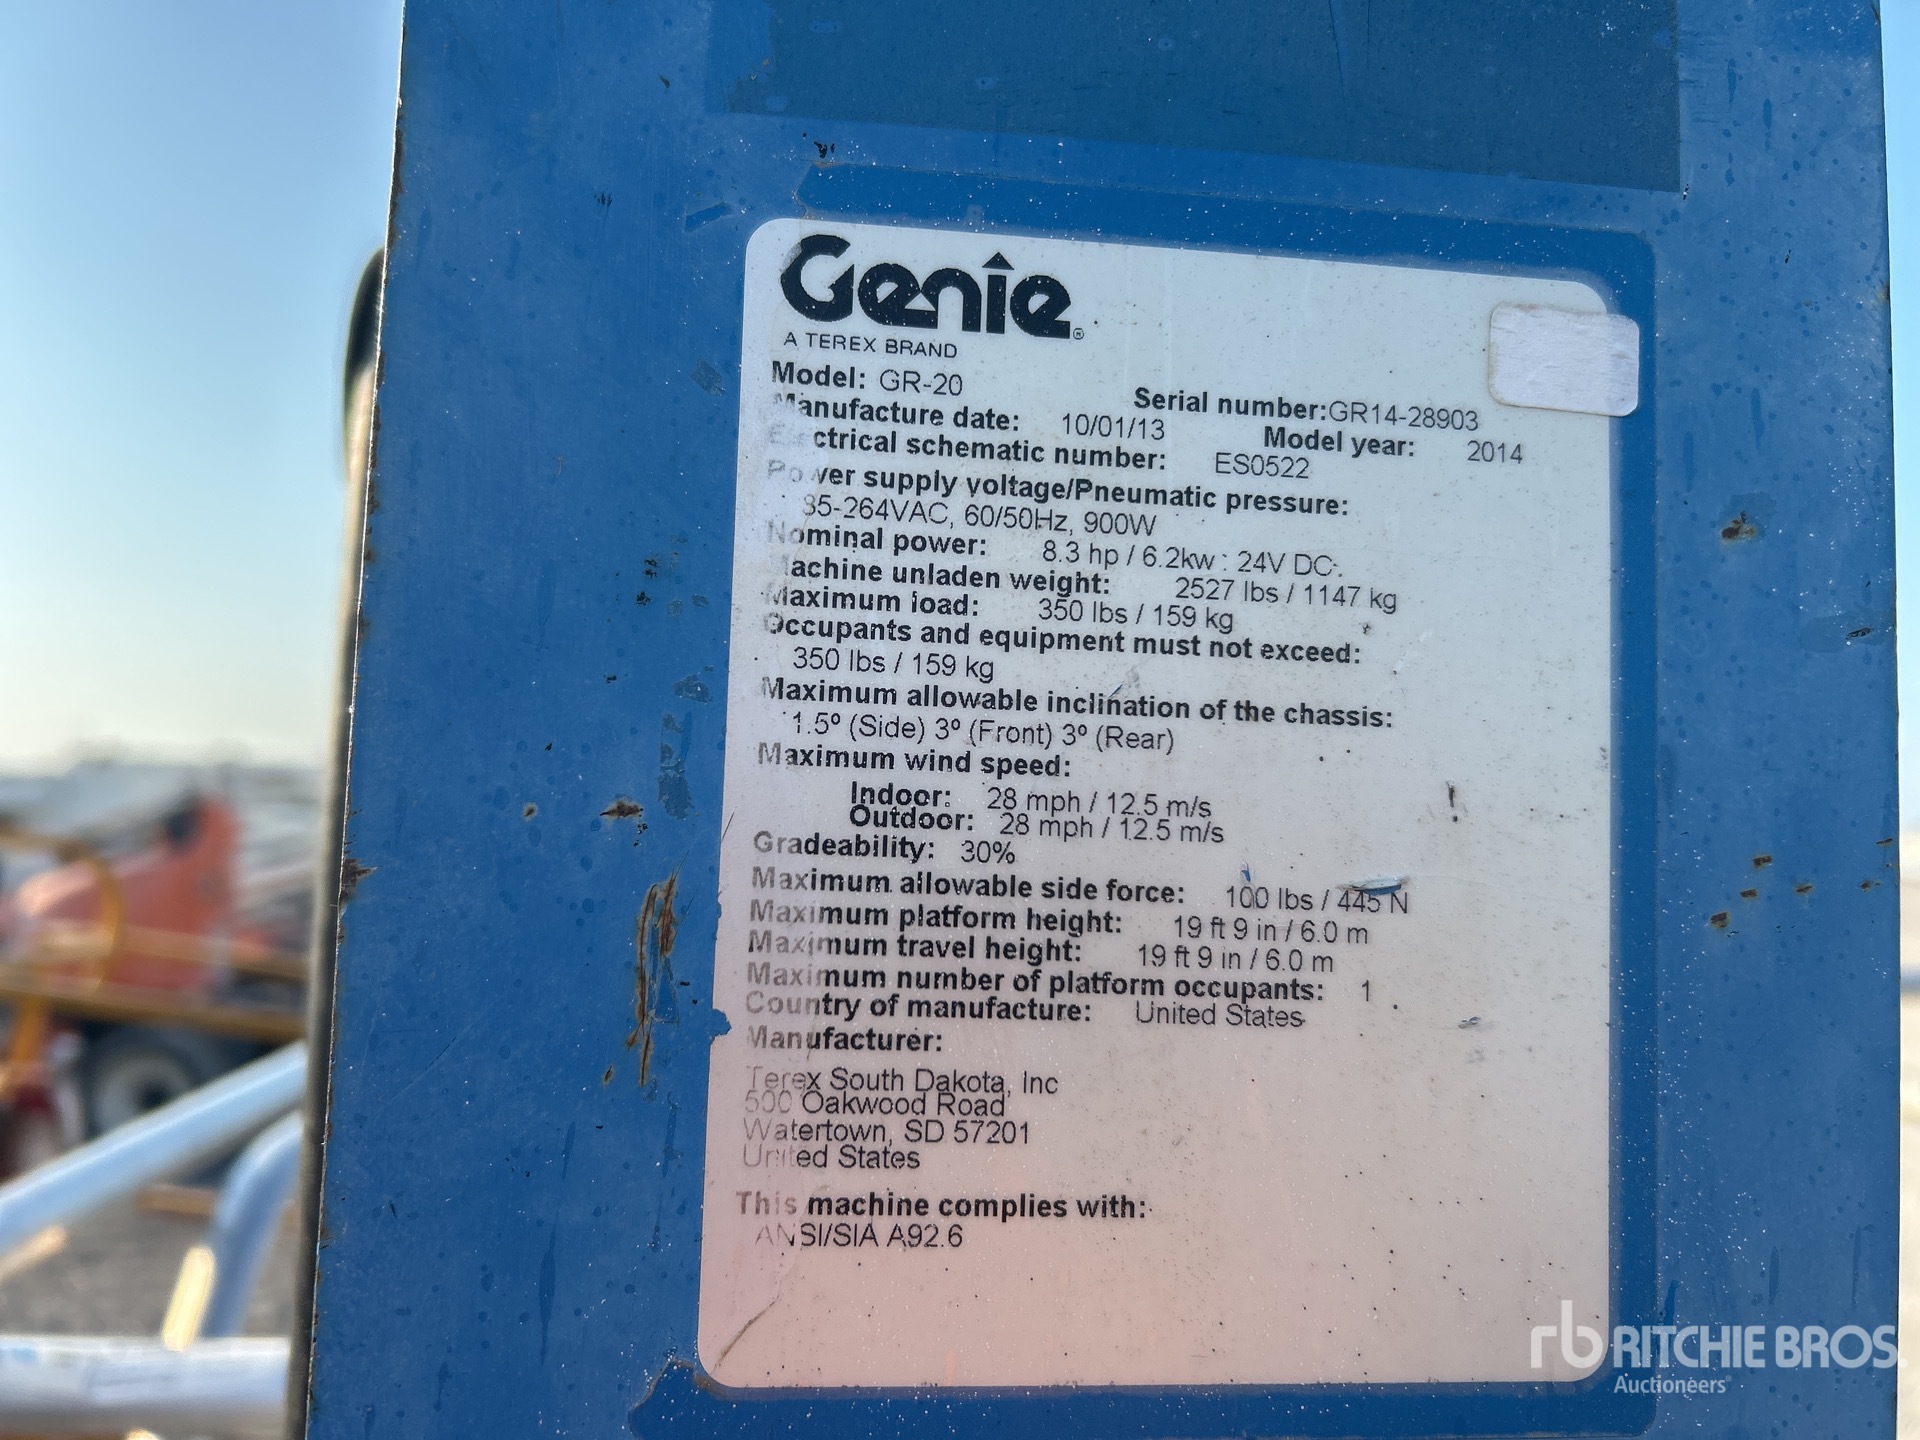 Genie®
A TEREX BRAND
Model: GR-20 Serial number:GR14-28903
Manufacture date: 10/01/13 Model year: 2014
Electrical schematic number: ES0522
Power supply voltage/Pneumatic pressure:
85-264VAC, 60/50Hz, 900W
Nominal power: 8.3 hp / 6.2kw : 24V DC
Machine unladen weight: 2527 lbs / 1147 kg
Maximum load: 350 lbs / 159 kg
Occupants and equipment must not exceed:
350 lbs / 159 kg
Maximum allowable inclination of the chassis:
1.5º (Side) 3º (Front) 3º (Rear)
Maximum wind speed:
Indoor: 28 mph / 12.5 m/s
Outdoor: 28 mph / 12.5 m/s
Gradeability: 30%
Maximum allowable side force: 100 lbs / 445 N
Maximum platform height: 19 ft 9 in / 6.0 m
Maximum travel height: 19 ft 9 in / 6.0 m
Maximum number of platform occupants: 1
Country of manufacture: United States
Manufacturer:
Terex South Dakota, Inc
500 Oakwood Road
Watertown, SD 57201
United States
This machine complies with:
ANSI/SIA A92.6
rb RITCHIE BROS.
Auctioneers